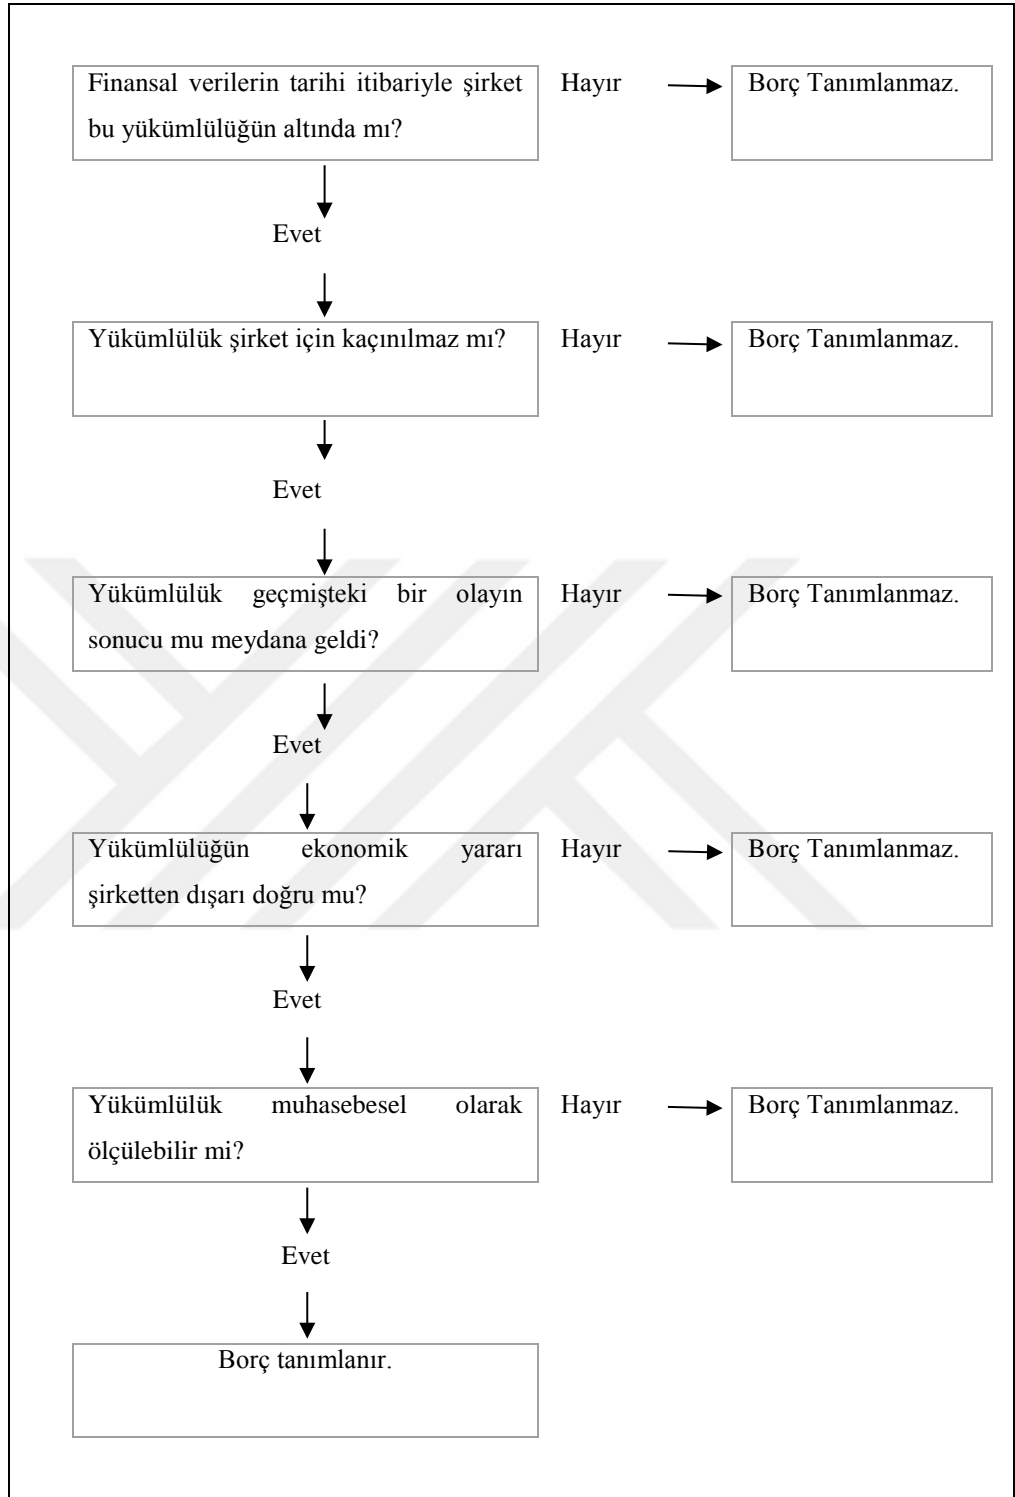 Finansal verilerin tarihi itibariyle şirket
bu yükümlülüğün altında mı?
Hayır
Borç Tanımlanmaz.
Evet
Yükümlülük şirket için kaçınılmaz mı?
Hayır
Borç Tanımlanmaz.
Evet
Yükümlülük geçmişteki bir olayın
sonucu mu meydana geldi?
Hayır
Borç Tanımlanmaz.
Evet
Yükümlülüğün ekonomik yararı
şirketten dışarı doğru mu?
Hayır
Borç Tanımlanmaz.
Evet
Yükümlülük muhasebesel olarak
ölçülebilir mi?
Hayır
Borç Tanımlanmaz.
Evet
Borç tanımlanır.